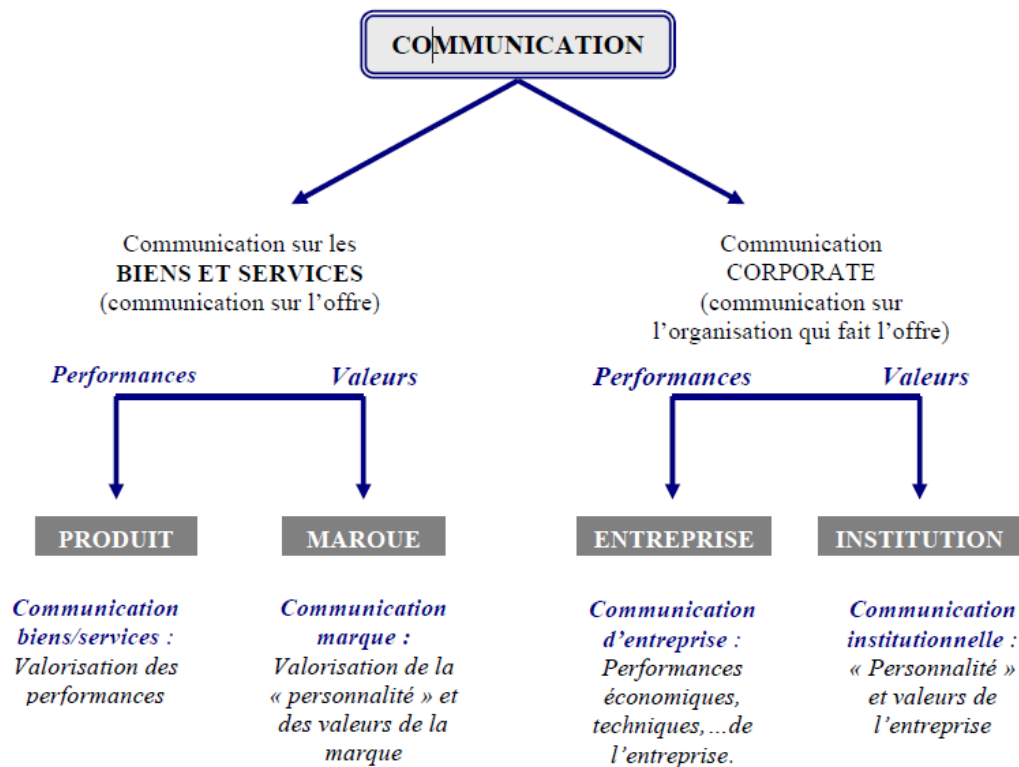 COMMUNICATION
Communication sur les
BIENS ET SERVICES
(communication sur l’offre)
Communication
CORPORATE
(communication sur
l’organisation qui fait l’offre)
Performances
Valeurs
Performances
Valeurs
PRODUIT
MAROUE
ENTREPRISE
INSTITUTION
Communication
biens/services :
Valorisation des
performances
Communication
marque :
Valorisation de la
« personnalité » et
des valeurs de la
marque
Communication
d’entreprise :
Performances
économiques,
techniques,…de
l’entreprise.
Communication
institutionnelle :
« Personnalité »
et valeurs de
l’entreprise